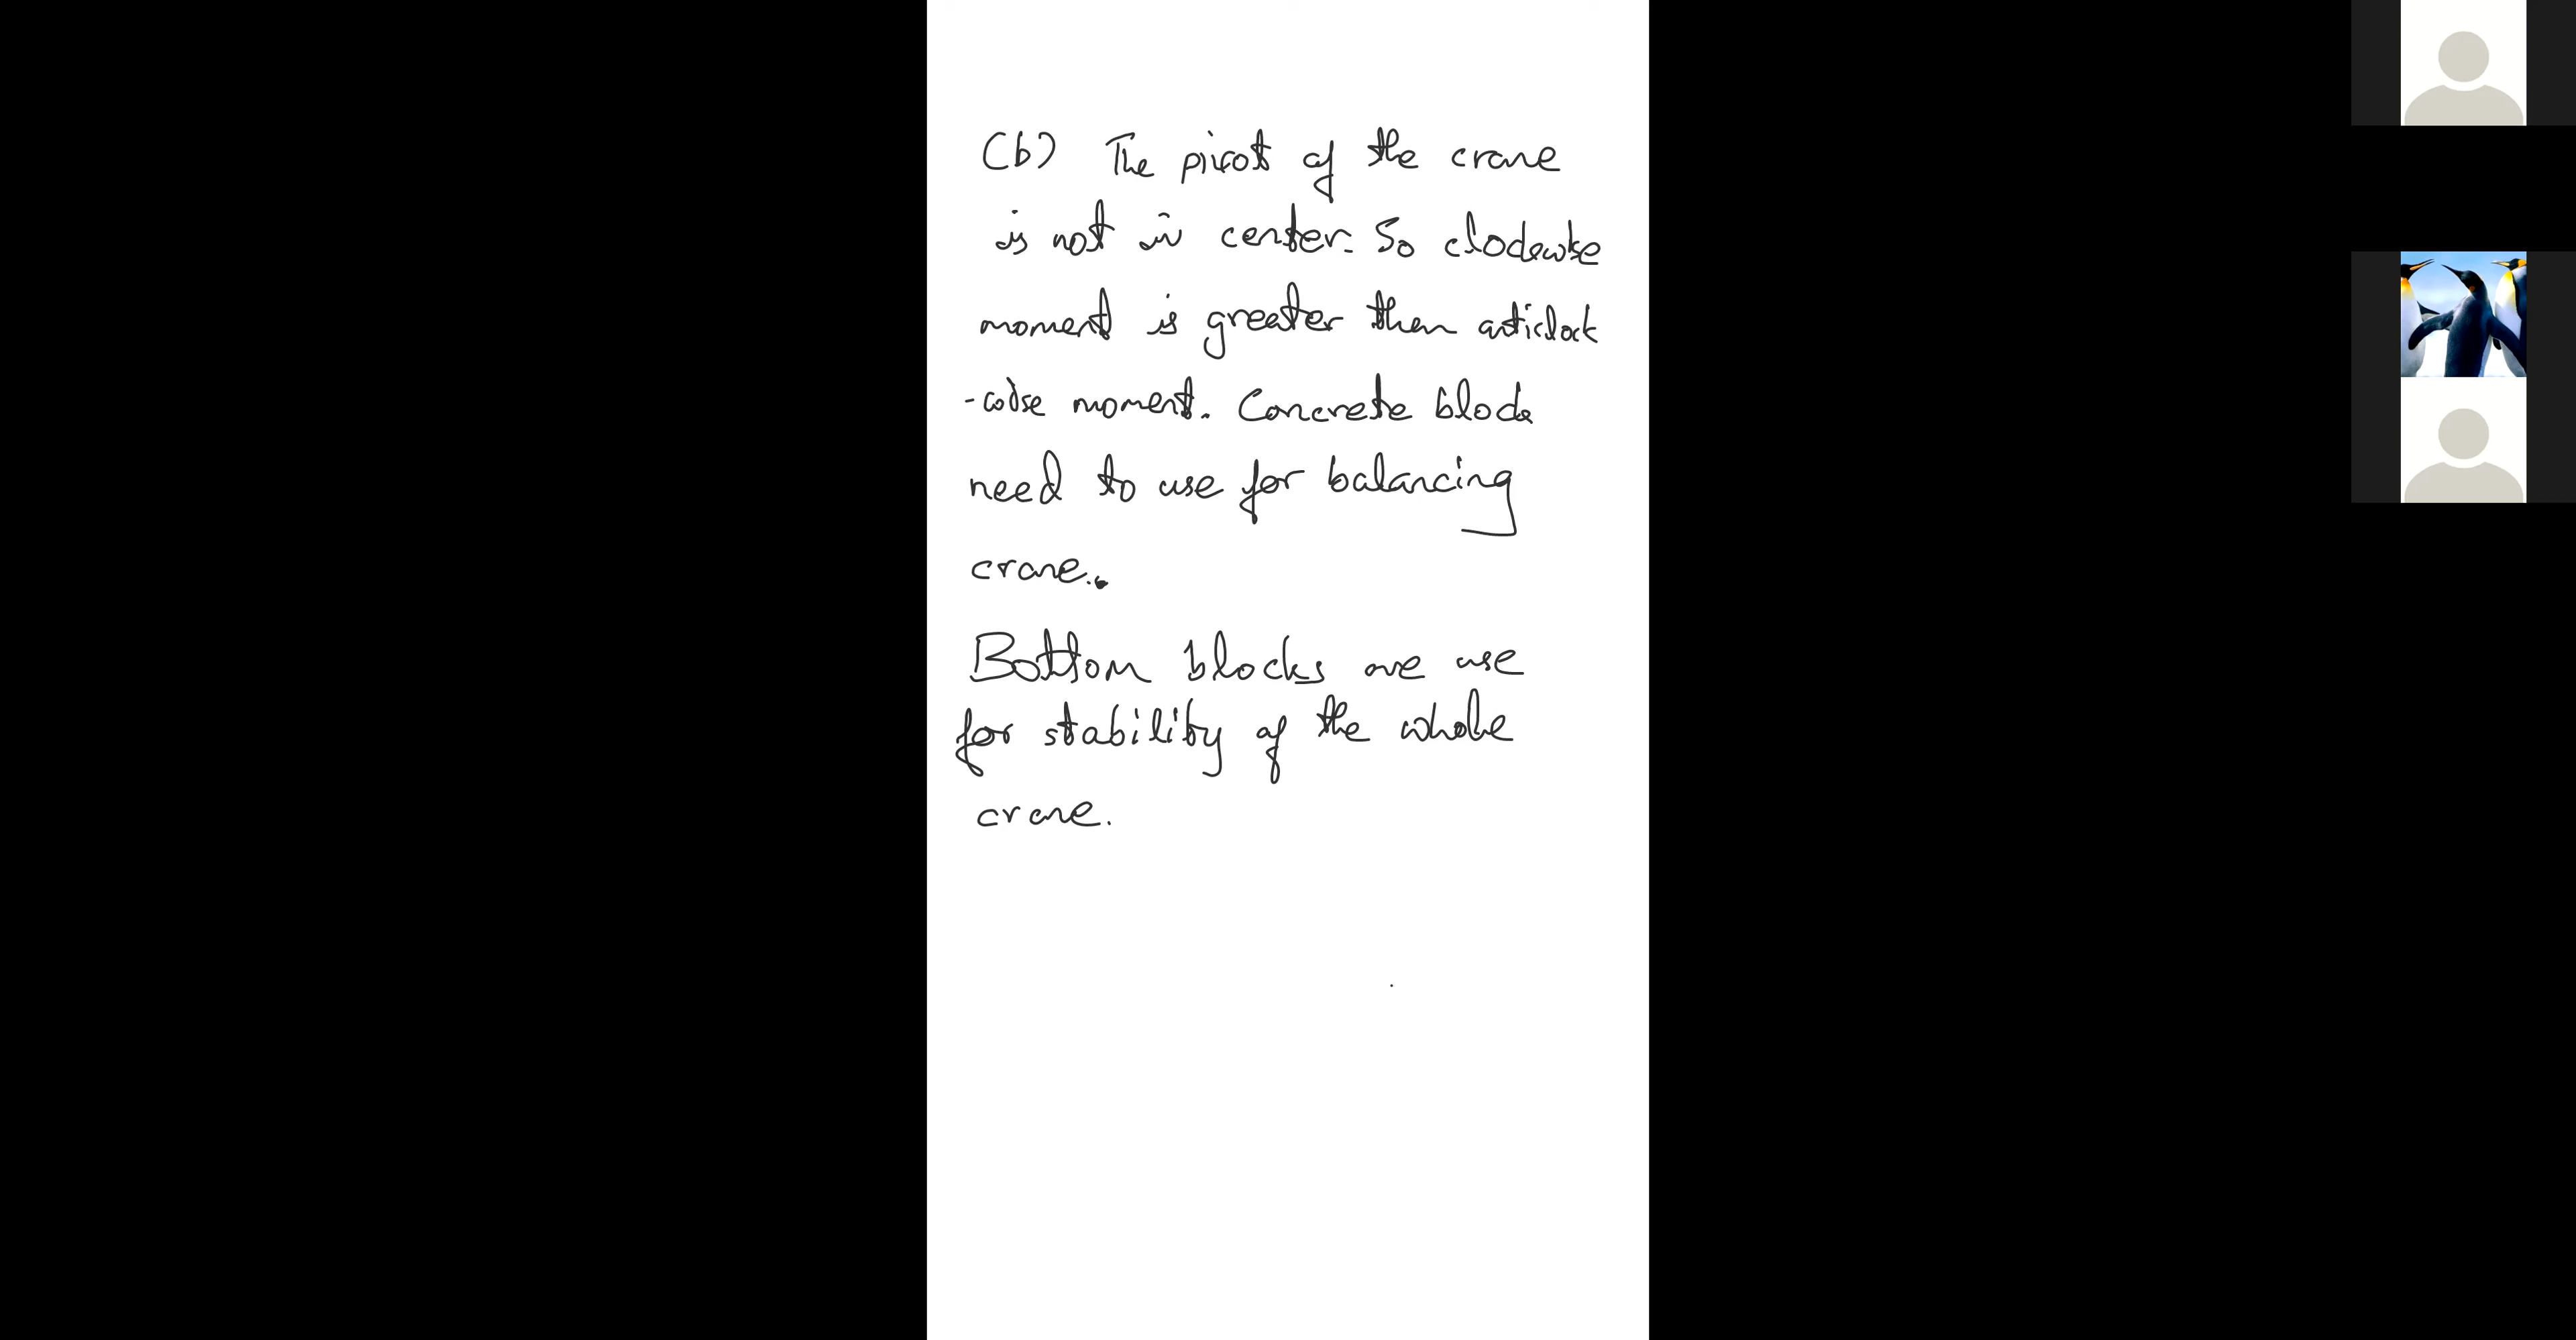 (b) The pivot of the crane
is not in center. So clockwise
moment is greater then anticlock
-wise moment. Concrete block
need to use for balancing
crane.
Bottom blocks are use
for stability of the whole
crane.